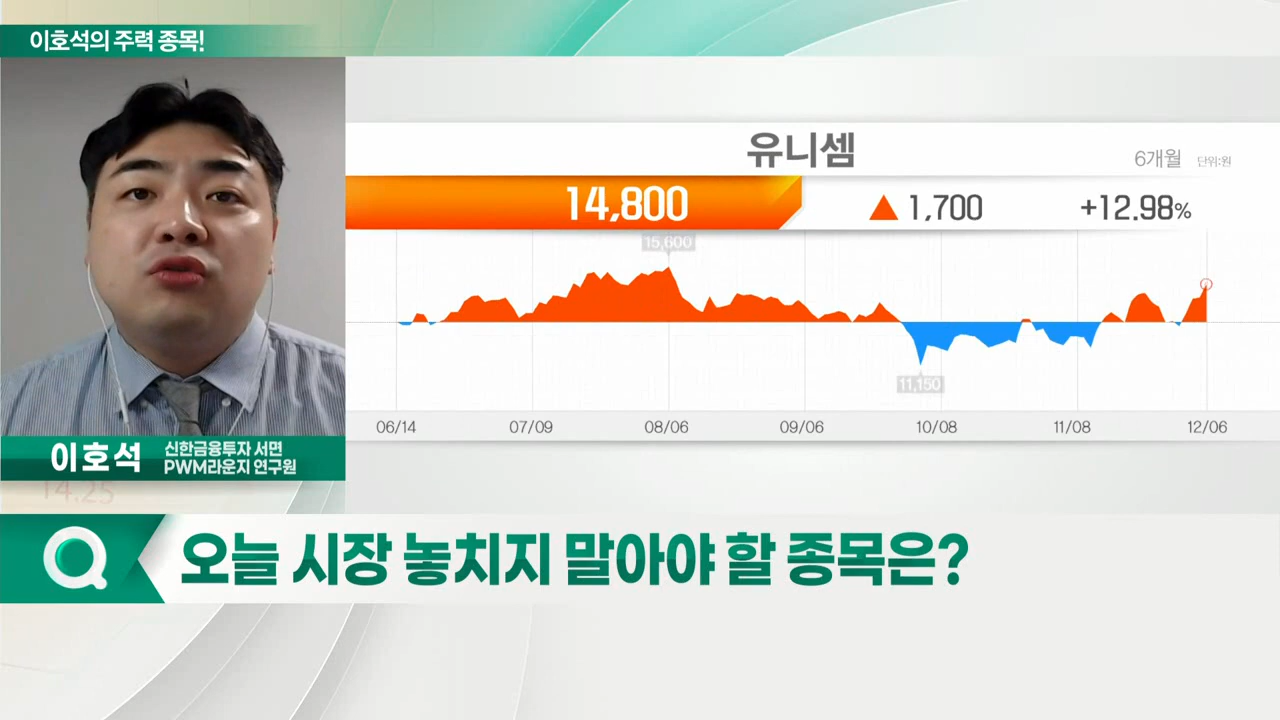 이호석의 주력 종목!
유니셈
6개월 단위:원
14,800 ▲ 1,700 +12.98%
15,600
11,150
06/14 07/09 08/06 09/06 10/08 11/08 12/06
이호석 신한금융투자 서면
PWM라운지 연구원
14.25
오늘 시장 놓치지 말아야 할 종목은?